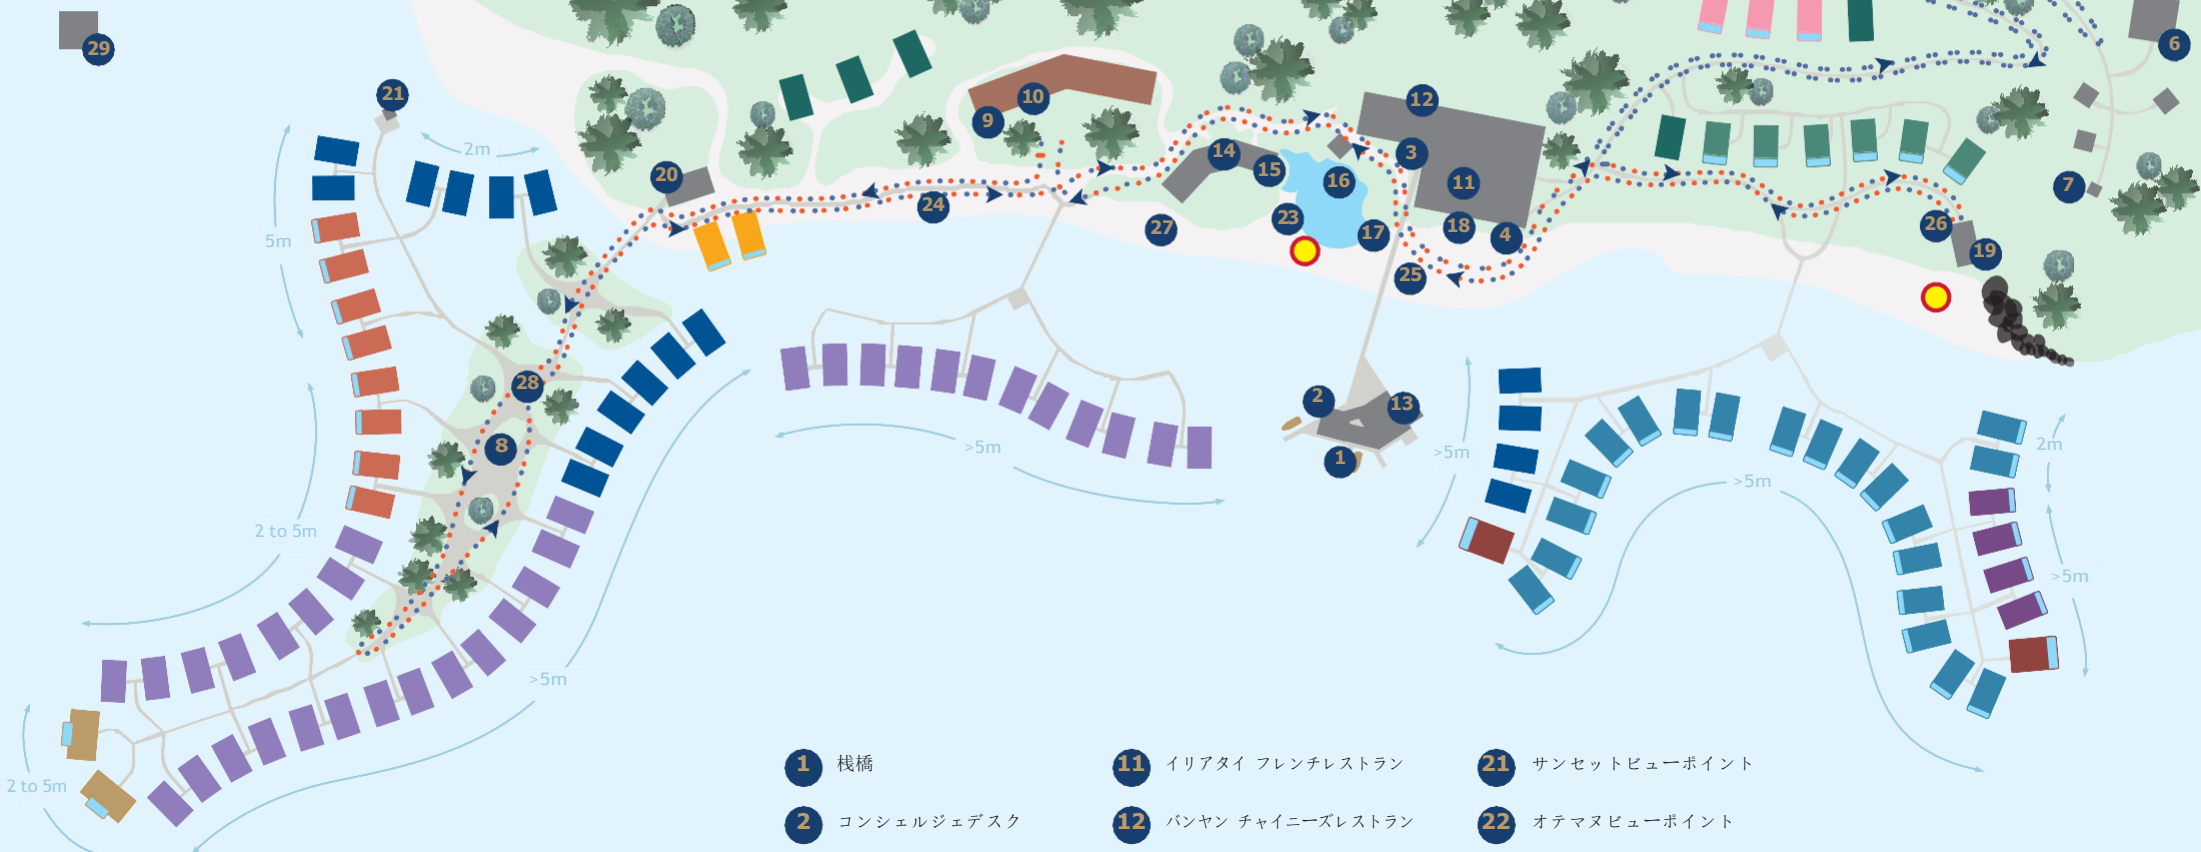 29
21
6
12
10
9
3
14
15
16
11
20
24
7
27
23
17
18
4
25
26
19
2m
5m
28
8
2
13
1
>5m
>5m
>5m
2m
>5m
2 to 5m
>5m
2 to 5m
1 桟橋
11 イリアタイ フレンチレストラン
21 サンセットビューポイント
2 コンシェルジェデスク
12 バンヤン チャイニーズレストラン
22 オテマヌビューポイント